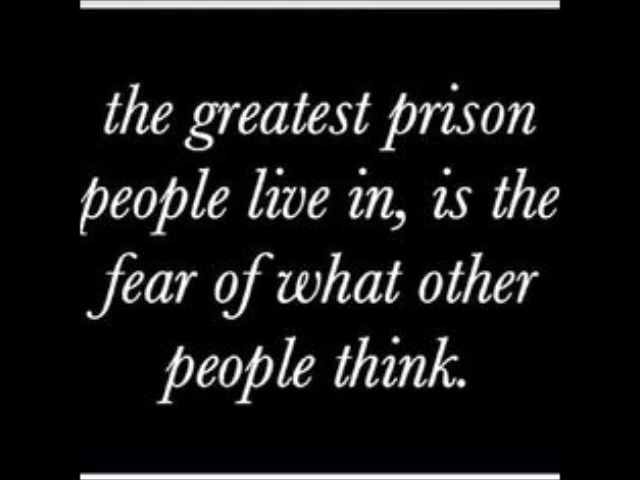 the greatest prison
people live in, is the
fear of what other
people think.